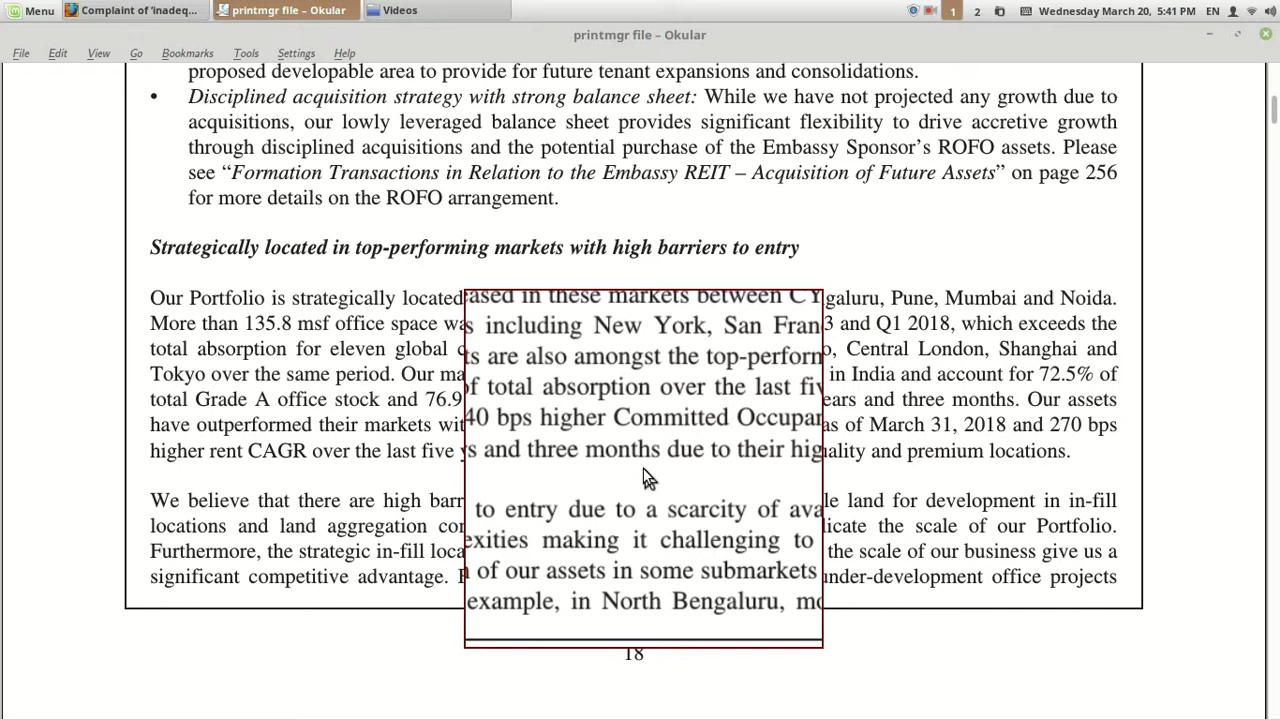 Menu Complaint of 'inadeq... printmgr file – Okular Videos 1 2 Wednesday March 20, 5:41 PM EN
printmgr file – Okular
File Edit View Go Bookmarks Tools Settings Help
proposed developable area to provide for future tenant expansions and consolidations.
• Disciplined acquisition strategy with strong balance sheet: While we have not projected any growth due to
acquisitions, our lowly leveraged balance sheet provides significant flexibility to drive accretive growth
through disciplined acquisitions and the potential purchase of the Embassy Sponsor's ROFO assets. Please
see “Formation Transactions in Relation to the Embassy REIT – Acquisition of Future Assets” on page 256
for more details on the ROFO arrangement.
Strategically located in top-performing markets with high barriers to entry
Our Portfolio is strategically located galuru, Pune, Mumbai and Noida.
More than 135.8 msf office space wa 3 and Q1 2018, which exceeds the
total absorption for eleven global c o, Central London, Shanghai and
Tokyo over the same period. Our ma in India and account for 72.5% of
total Grade A office stock and 76.9 ears and three months. Our assets
have outperformed their markets wit as of March 31, 2018 and 270 bps
higher rent CAGR over the last five y ality and premium locations.
We believe that there are high barr le land for development in in-fill
locations and land aggregation con licate the scale of our Portfolio.
Furthermore, the strategic in-fill loca the scale of our business give us a
significant competitive advantage. F under-development office projects
ased in these markets between CY
s including New York, San Fran
ts are also amongst the top-perform
of total absorption over the last fiv
40 bps higher Committed Occupan
s and three months due to their hig
to entry due to a scarcity of ava
exities making it challenging to
n of our assets in some submarkets
example, in North Bengaluru, mo
18